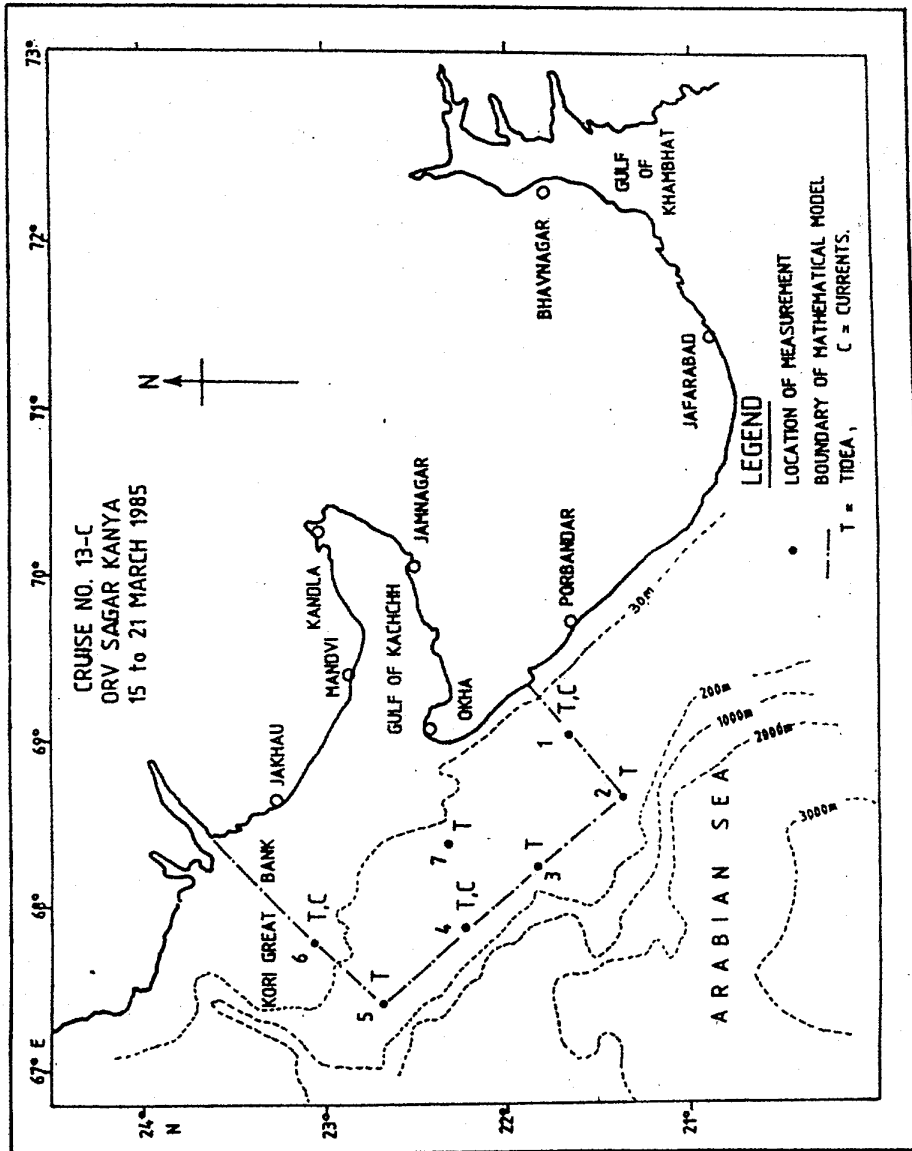 CRUISE NO. 13-C
ORV SAGAR KANYA
15 to 21 MARCH 1985
67° E
68°
69°
70°
71°
72°
73°
24°
N
23°
22°
21°
N
KORI GREAT BANK
JAKHAU
MANDVI
KANDLA
GULF OF KACHCHH
JAMNAGAR
OKHA
PORBANDAR
BHAVNAGAR
GULF
OF
KHAMBHAT
JAFARABAD
6 T,C
5 T
4 T,C
7 T
3 T
2 T
1 T,C
30m
200m
1000m
2000m
3000m
ARABIAN SEA
LEGEND
LOCATION OF MEASUREMENT
BOUNDARY OF MATHEMATICAL MODEL
T = TIDEA, C = CURRENTS.